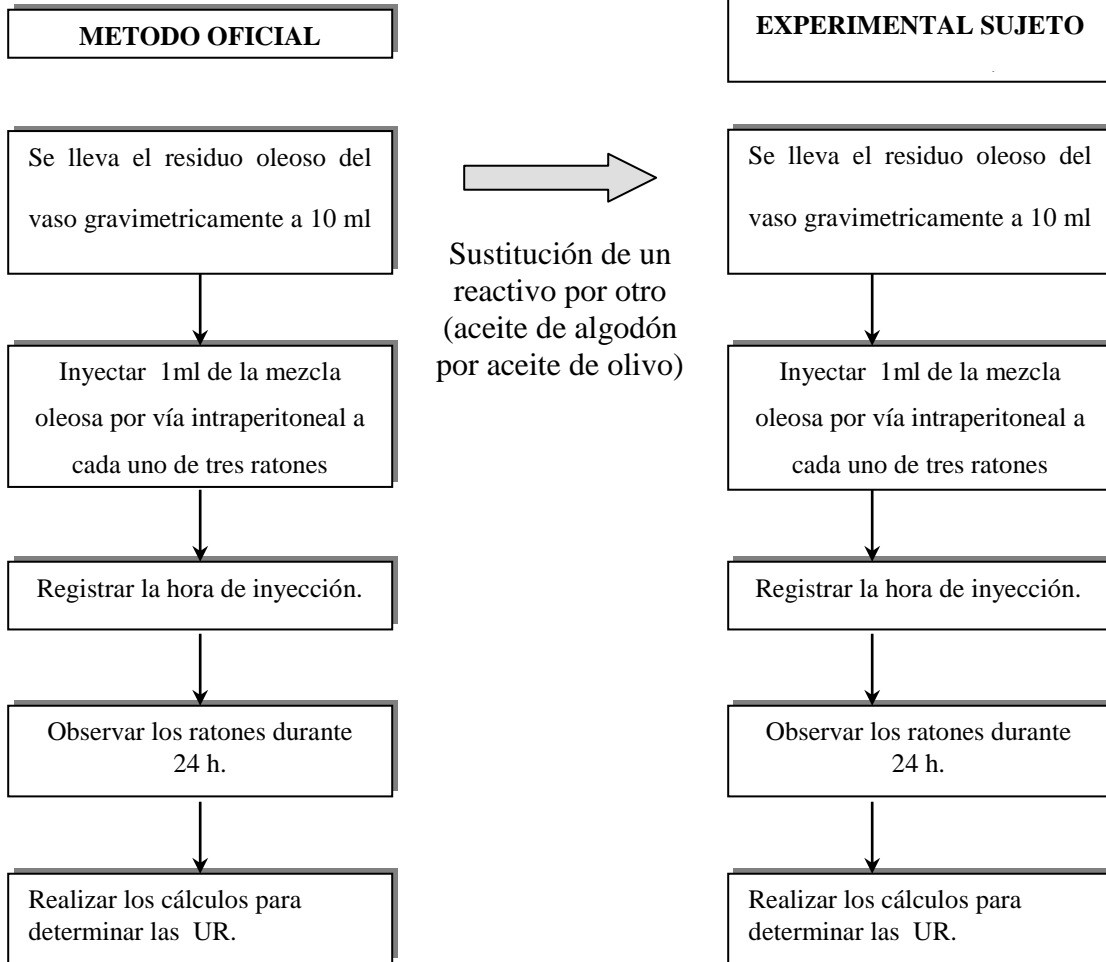 METODO OFICIAL
Se lleva el residuo oleoso del
vaso gravimetricamente a 10 ml
Inyectar 1ml de la mezcla
oleosa por vía intraperitoneal a
cada uno de tres ratones
Registrar la hora de inyección.
Observar los ratones durante
24 h.
Realizar los cálculos para
determinar las UR.
Sustitución de un
reactivo por otro
(aceite de algodón
por aceite de olivo)
EXPERIMENTAL SUJETO
Se lleva el residuo oleoso del
vaso gravimetricamente a 10 ml
Inyectar 1ml de la mezcla
oleosa por vía intraperitoneal a
cada uno de tres ratones
Registrar la hora de inyección.
Observar los ratones durante
24 h.
Realizar los cálculos para
determinar las UR.